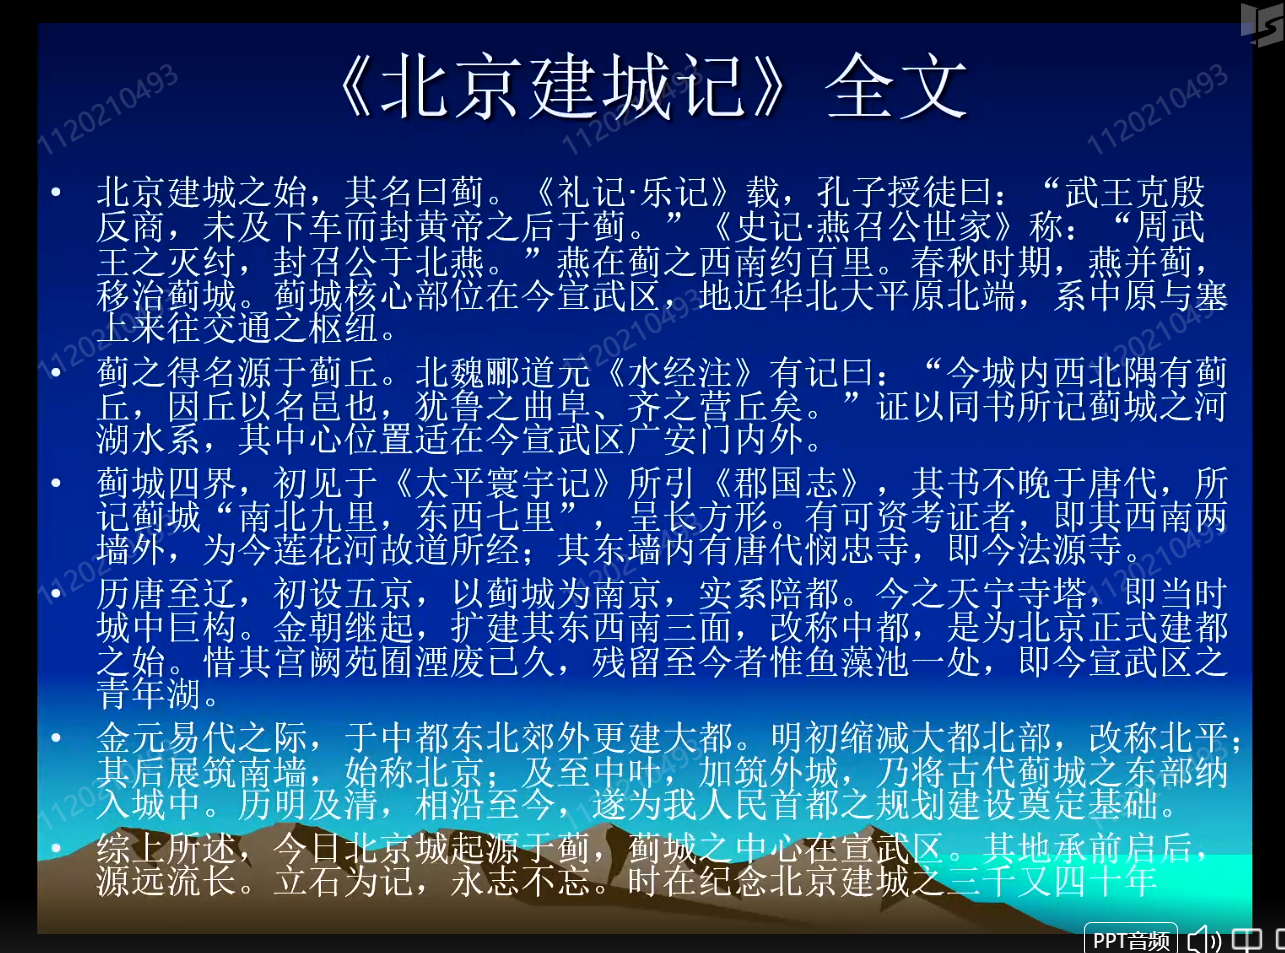 《北京建城记》全文
• 北京建城之始，其名曰蓟。《礼记·乐记》载，孔子授徒曰：“武王克殷
反商，未及下车而封黄帝之后于蓟。”《史记·燕召公世家》称：“周武
王之灭纣，封召公于北燕。”燕在蓟之西南约百里。春秋时期，燕并蓟，
移治蓟城。蓟城核心部位在今宣武区，地近华北大平原北端，系中原与塞
上来往交通之枢纽。
• 蓟之得名源于蓟丘。北魏郦道元《水经注》有记曰：“今城内西北隅有蓟
丘，因丘以名邑也，犹鲁之曲阜、齐之营丘矣。”证以同书所记蓟城之河
湖水系，其中心位置适在今宣武区广安门内外。
• 蓟城四界，初见于《太平寰宇记》所引《郡国志》，其书不晚于唐代，所
记蓟城“南北九里，东西七里”，呈长方形。有可资考证者，即其西南两
墙外，为今莲花河故道所经；其东墙内有唐代悯忠寺，即今法源寺。
• 历唐至辽，初设五京，以蓟城为南京，实系陪都。今之天宁寺塔，即当时
城中巨构。金朝继起，扩建其东西南三面，改称中都，是为北京正式建都
之始。惜其宫阙苑囿湮废已久，残留至今者惟鱼藻池一处，即今宣武区之
青年湖。
• 金元易代之际，于中都东北郊外更建大都。明初缩减大都北部，改称北平；
其后展筑南墙，始称北京；及至中叶，加筑外城，乃将古代蓟城之东部纳
入城中。历明及清，相沿至今，遂为我人民首都之规划建设奠定基础。
• 综上所述，今日北京城起源于蓟，蓟城之中心在宣武区。其地承前启后，
源远流长。立石为记，永志不忘。时在纪念北京建城之三千又四十年
PPT音频
1120210493
1120210493
1120210493
1120210493
1120210493
1120210493
1120210493
1120210493
1120210493
1120210493
1120210493
1120210493